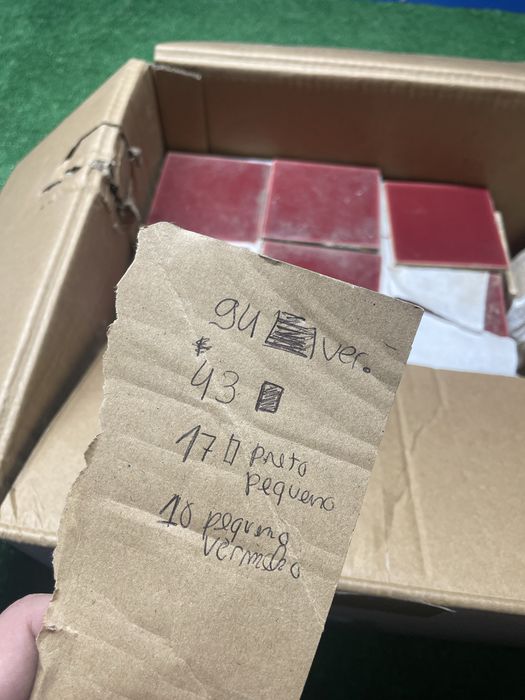 94 ver.
43
17 preto
pequeno
10 pequeno
vermelho